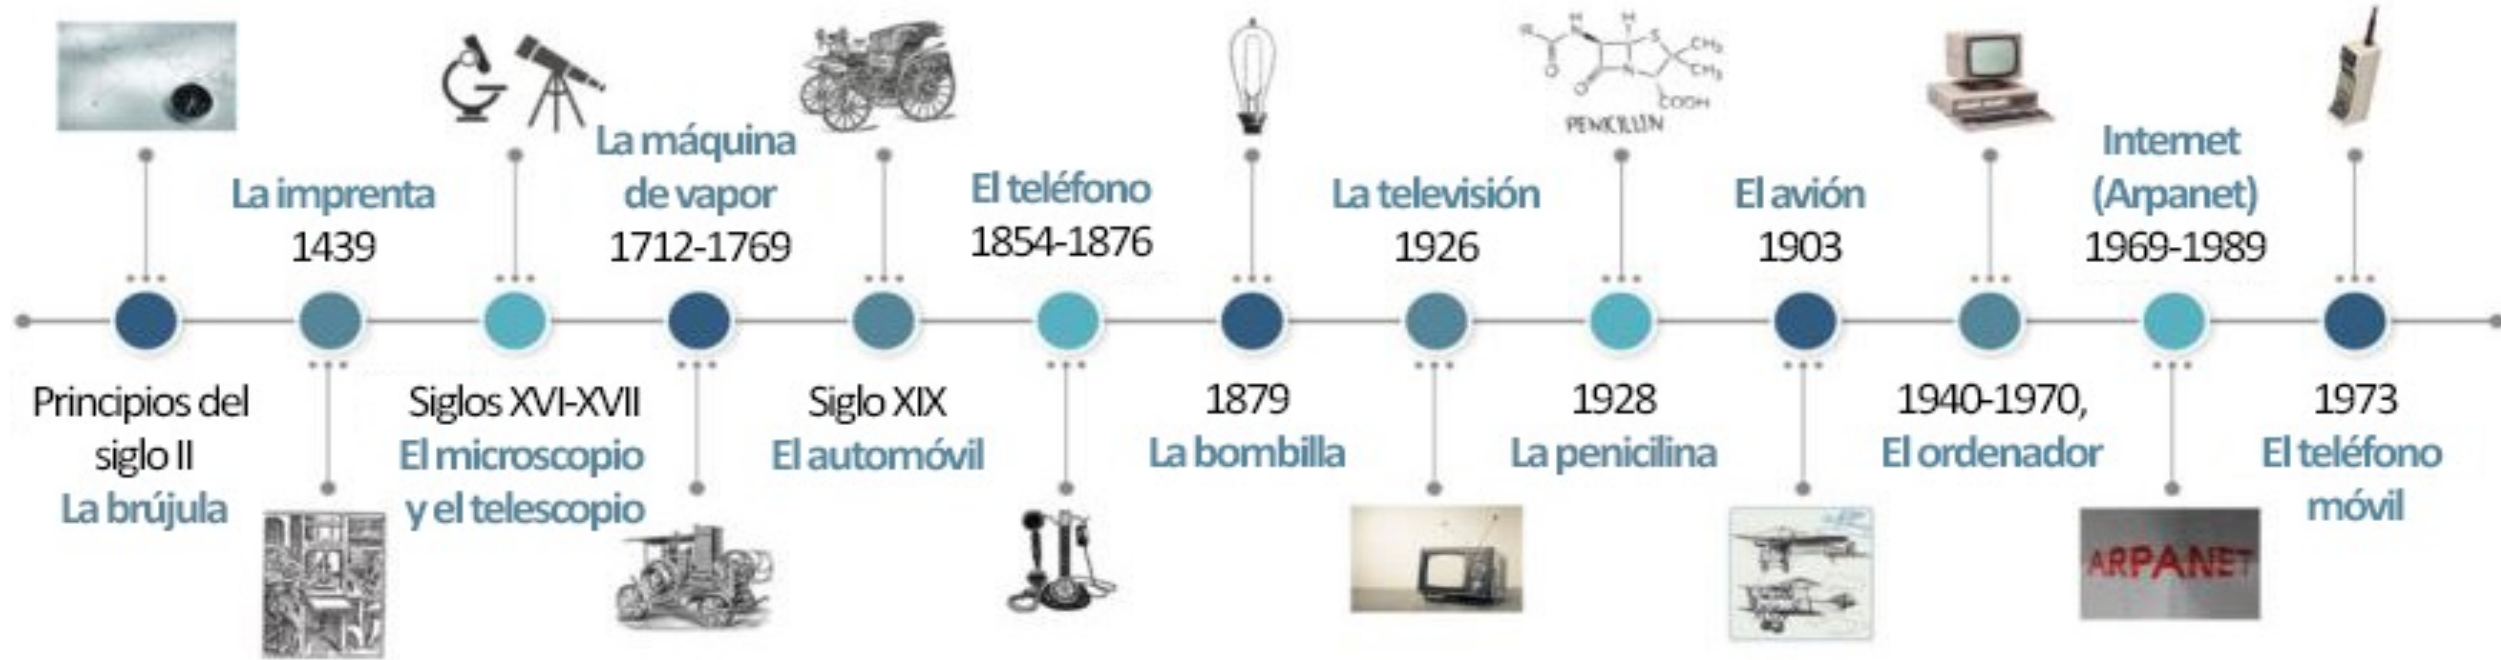 Principios del
siglo II
La brújula
La imprenta
1439
Siglos XVI-XVII
El microscopio
y el telescopio
La máquina
de vapor
1712-1769
Siglo XIX
El automóvil
El teléfono
1854-1876
1879
La bombilla
La televisión
1926
H
H
S
CH₃
CH₃
N
O
O
N
COOH
PENICILLIN
1928
La penicilina
El avión
1903
1940-1970,
El ordenador
Internet
(Arpanet)
1969-1989
ARPANET
1973
El teléfono
móvil